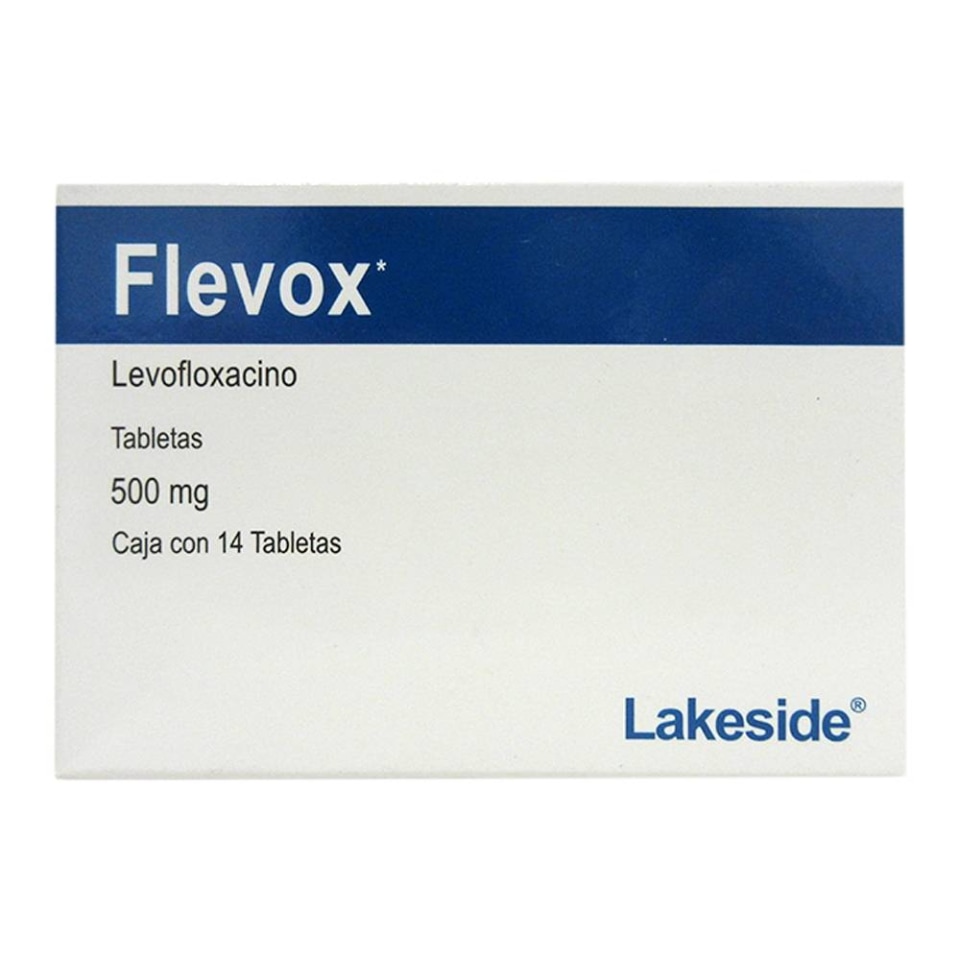 Flevox*
Levofloxacino
Tabletas
500 mg
Caja con 14 Tabletas
Lakeside®